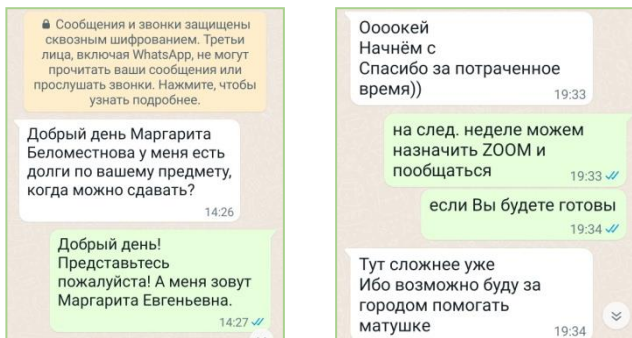 Сообщения и звонки защищены
сквозным шифрованием. Третьи
лица, включая WhatsApp, не могут
прочитать ваши сообщения или
прослушать звонки. Нажмите, чтобы
узнать подробнее.
Добрый день Маргарита
Беломестнова у меня есть
долги по вашему предмету,
когда можно сдавать?
14:26
Добрый день!
Представьтесь
пожалуйста! А меня зовут
Маргарита Евгеньевна.
14:27
Оооокей
Начнём с
Спасибо за потраченное
время))
19:33
на след. неделе можем
назначить ZOOM и
пообщаться
19:33
если Вы будете готовы
19:34
Тут сложнее уже
Ибо возможно буду за
городом помогать
матушке
19:34